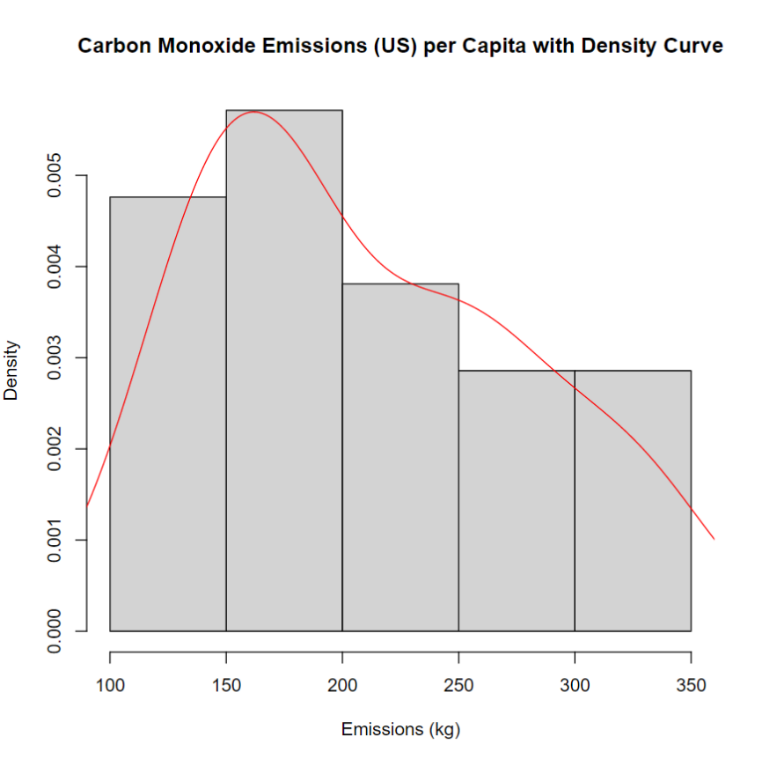 Carbon Monoxide Emissions (US) per Capita with Density Curve
Density
0.005
0.004
0.003
0.002
0.001
0.000
100 150 200 250 300 350
Emissions (kg)